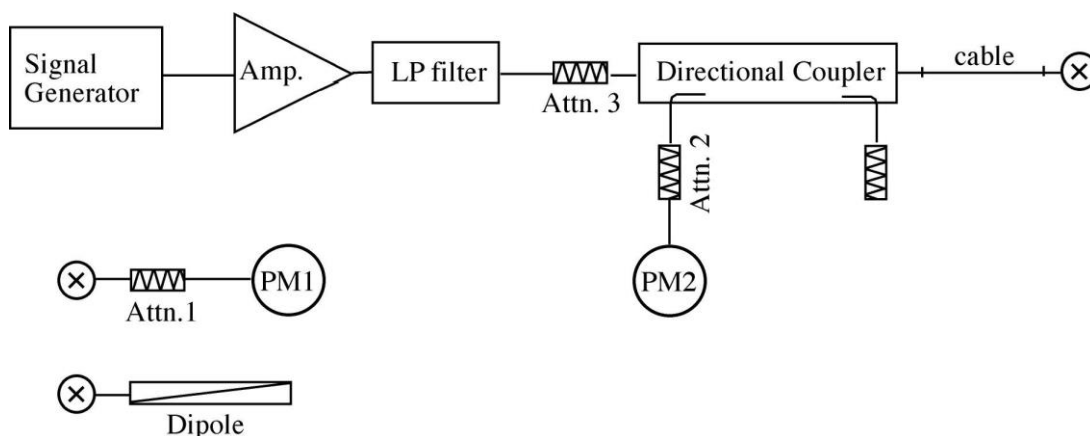 Signal
Generator
Amp.
LP filter
Attn. 3
Directional Coupler
cable
Attn. 2
PM2
PM1
Attn.1
Dipole